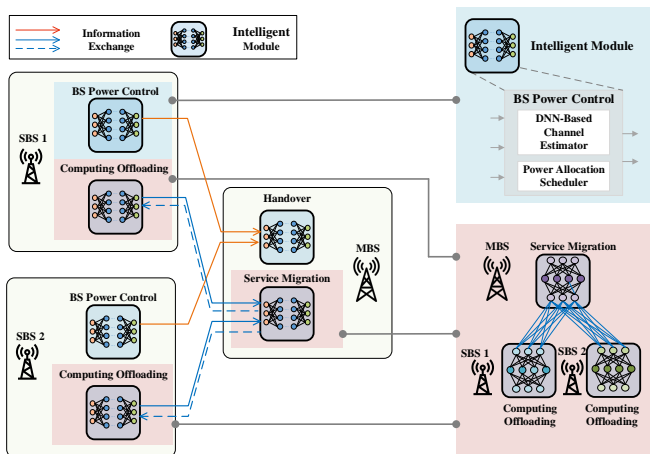 Information
Exchange
Intelligent
Module
BS Power Control
SBS 1
Computing Offloading
BS Power Control
SBS 2
Computing Offloading
Handover
MBS
Service Migration
Intelligent Module
BS Power Control
DNN-Based
Channel
Estimator
Power Allocation
Scheduler
MBS
Service Migration
SBS 1
SBS 2
Computing
Offloading
Computing
Offloading